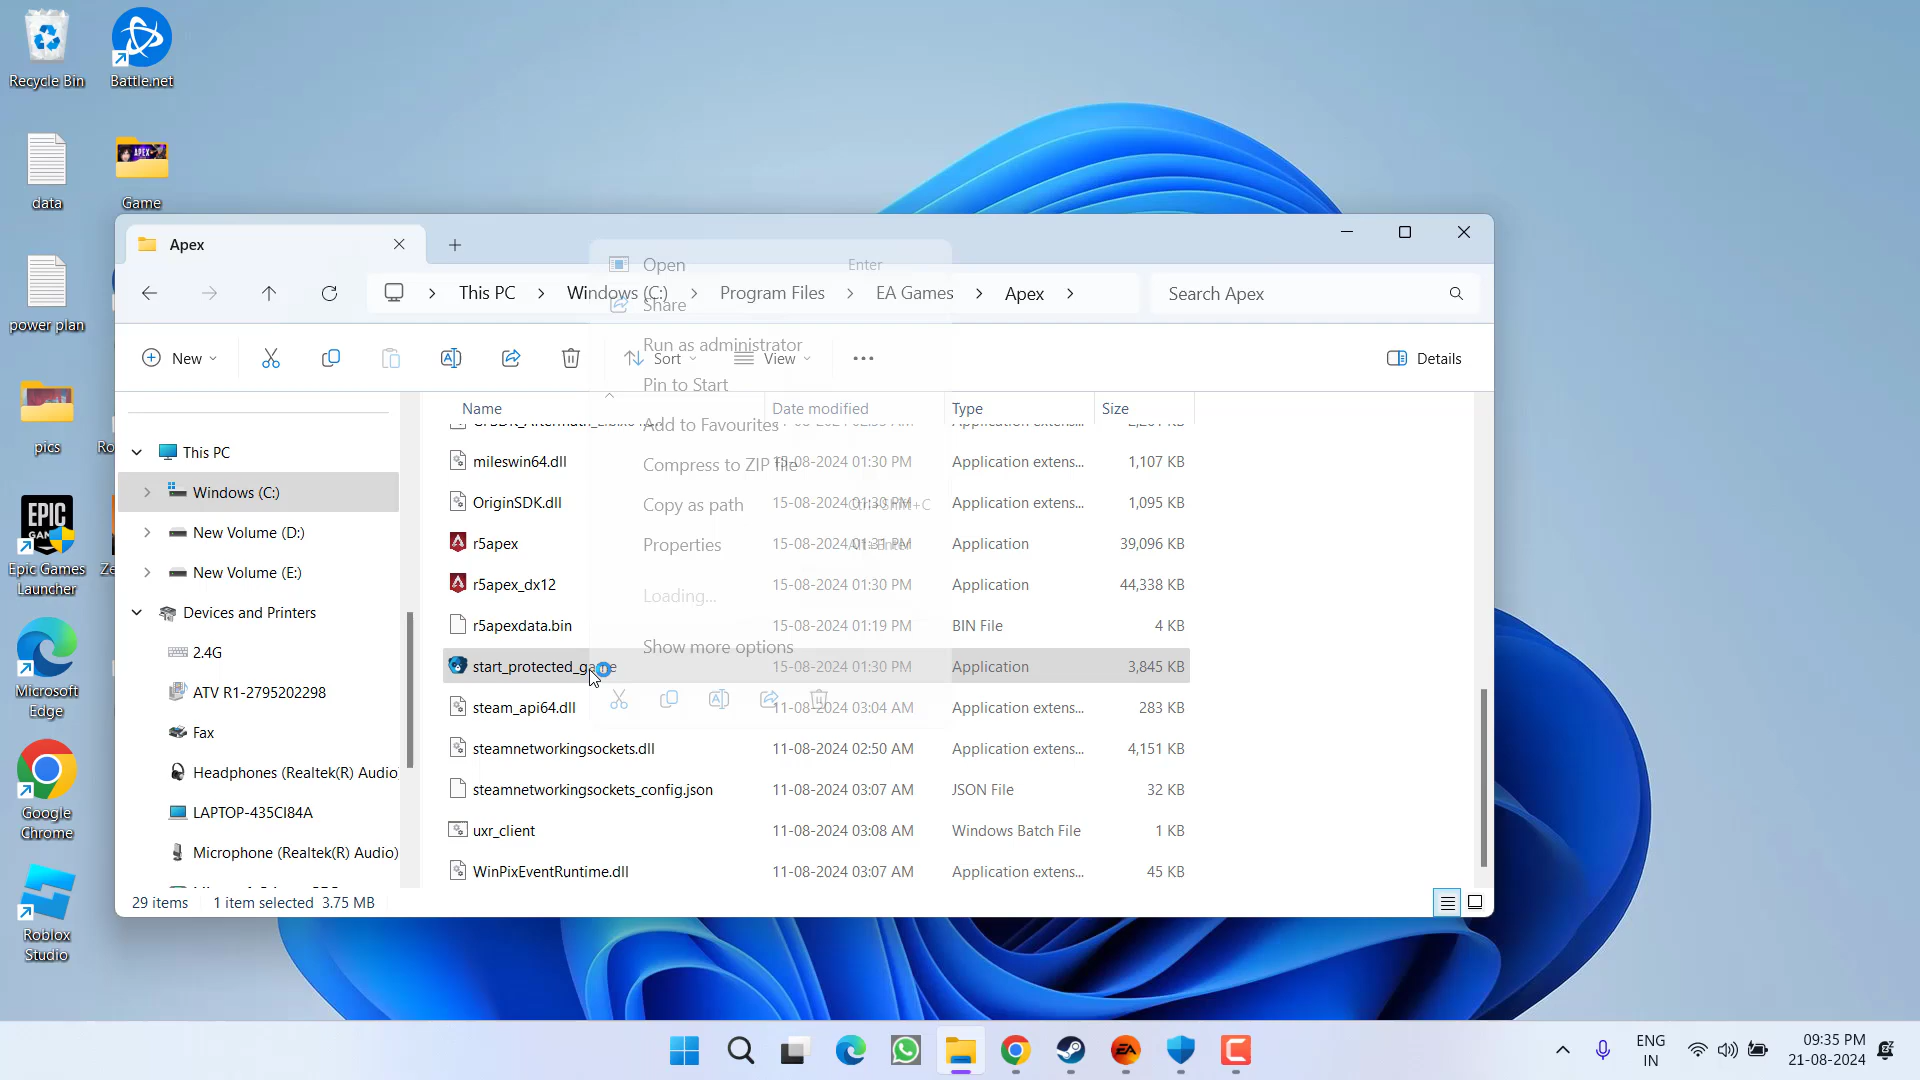 Recycle Bin
Battle.net
data
Game
power plan
pics
Ro
EPIC
GAM
Epic Games
Launcher
Ze
Microsoft
Edge
Google
Chrome
Roblox
Studio
Apex
This PC
Windows (C:)
Program Files
EA Games
Apex
Search Apex
New
Sort
View
Details
Open Enter
Share
Run as administrator
Pin to Start
Add to Favourites
Compress to ZIP file
Copy as path Ctrl+Shift+C
Properties Alt+Enter
Loading...
Show more options
This PC
Windows (C:)
New Volume (D:)
New Volume (E:)
Devices and Printers
2.4G
ATV R1-2795202298
Fax
Headphones (Realtek(R) Audio)
LAPTOP-435CI84A
Microphone (Realtek(R) Audio)
Name Date modified Type Size
mileswin64.dll 15-08-2024 01:30 PM Application extens... 1,107 KB
OriginSDK.dll 15-08-2024 01:30 PM Application extens... 1,095 KB
r5apex 15-08-2024 01:31 PM Application 39,096 KB
r5apex_dx12 15-08-2024 01:30 PM Application 44,338 KB
r5apexdata.bin 15-08-2024 01:19 PM BIN File 4 KB
start_protected_game 15-08-2024 01:30 PM Application 3,845 KB
steam_api64.dll 11-08-2024 03:04 AM Application extens... 283 KB
steamnetworkingsockets.dll 11-08-2024 02:50 AM Application extens... 4,151 KB
steamnetworkingsockets_config.json 11-08-2024 03:07 AM JSON File 32 KB
uxr_client 11-08-2024 03:08 AM Windows Batch File 1 KB
WinPixEventRuntime.dll 11-08-2024 03:07 AM Application extens... 45 KB
29 items 1 item selected 3.75 MB
ENG
IN
09:35 PM
21-08-2024